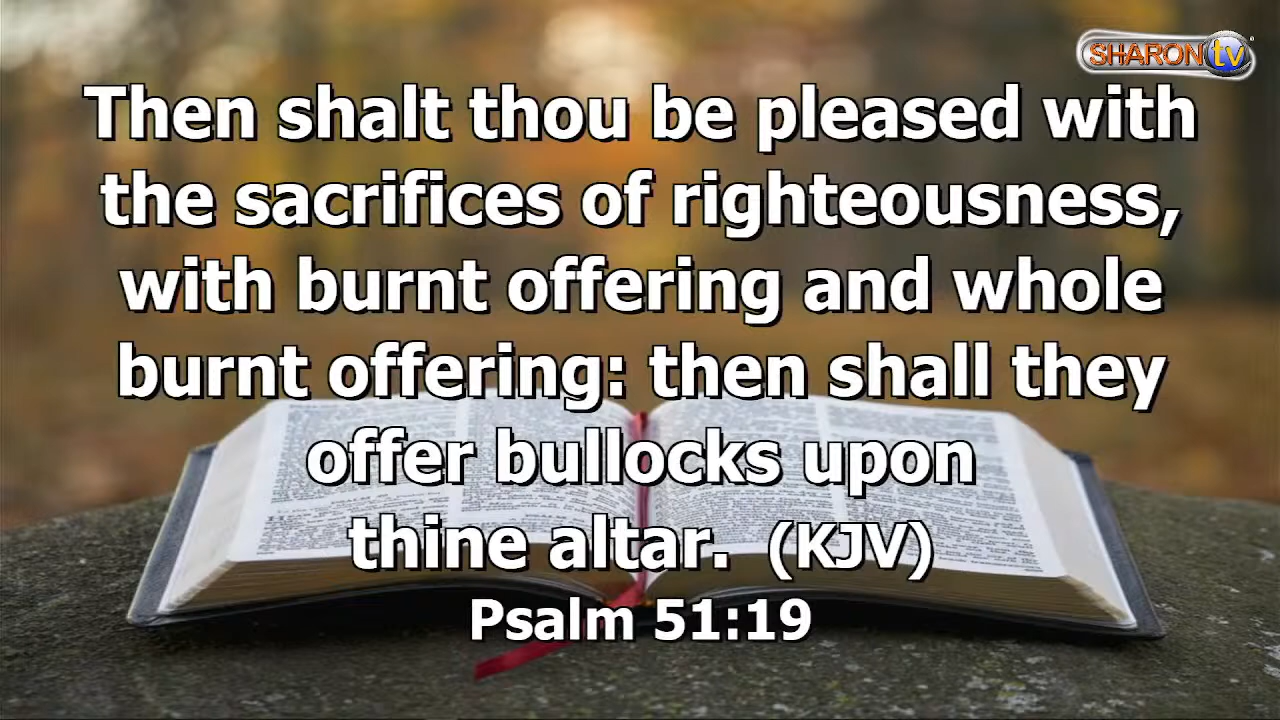 SHARON tv
Then shalt thou be pleased with
the sacrifices of righteousness,
with burnt offering and whole
burnt offering: then shall they
offer bullocks upon
thine altar. (KJV)
Psalm 51:19